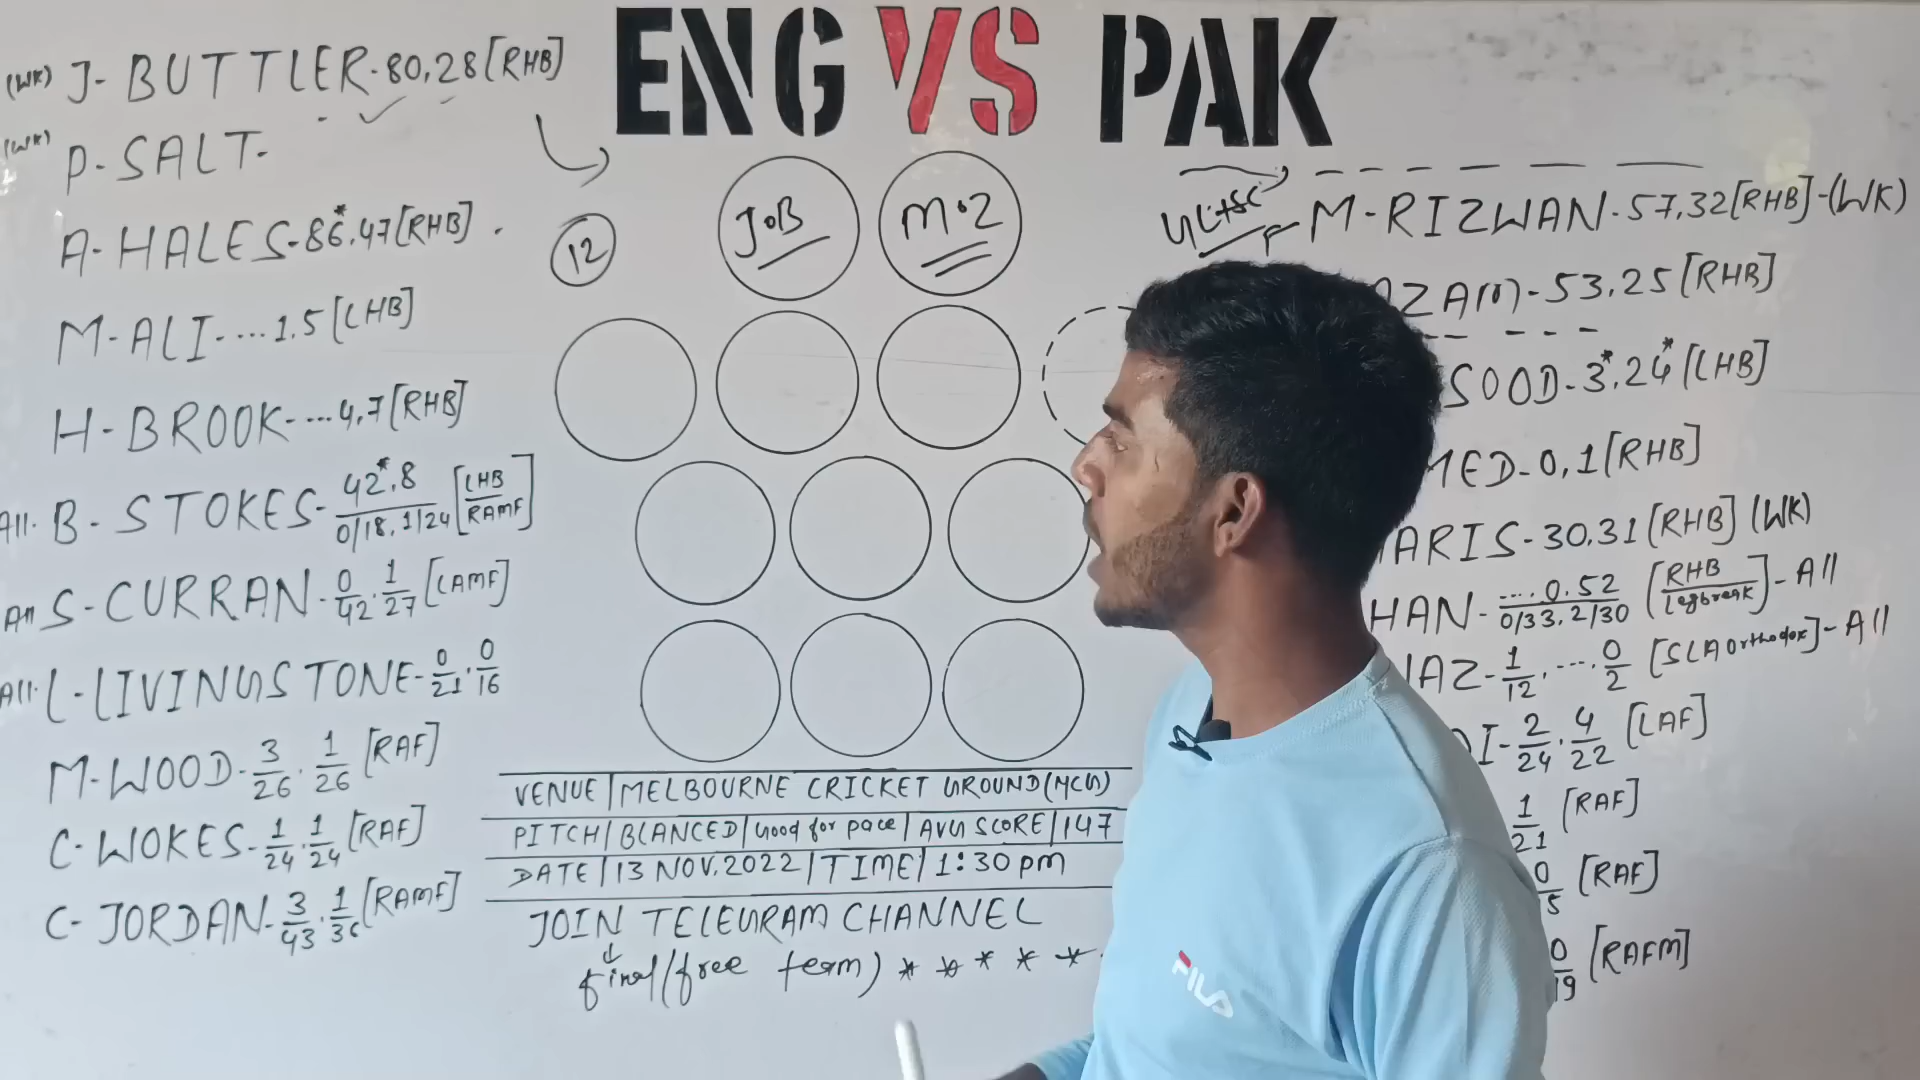 ENG VS PAK
(WK) J- BUTTLER-80,28[RHB]
(WK) P-SALT-
A-HALES-86*,47[RHB]
M-ALI-...1.5[LHB]
H-BROOK-...4,7[RHB]
All. B-STOKES-42*.8 [LHB
0/18,1/24 RAMF]
All S-CURRAN-0/42.1/27[LAMF]
All. L-LIVINGSTONE-0/21.0/16
M-WOOD-3/26.1/26[RAF]
C-WOKES-1/24.1/24[RAF]
C-JORDAN-3/43.1/36[RAMF]
12
JOB
M.Z
VENUE|MELBOURNE CRICKET GROUND(MCG)
PITCH|BLANCED|Good for pace|AVG SCORE|147
DATE|13 NOV.2022|TIME|1:30pm
JOIN TELEGRAM CHANNEL
final(free team) * * * * *
M-RIZWAN-57,32[RHB]-(WK)
AZAM-53,25[RHB]
SOOD-3*,24*[LHB]
MED-0,1[RHB]
ARIS-30,31[RHB](WK)
HAN-....0.52 [RHB
0/33,2/30 Legbreak]-All
AZ-1/12,....0/2[SLAOrthodox]-All
DI-2/24.4/22[LAF]
1/21[RAF]
0/5[RAF]
0/19[RAFM]
FILA